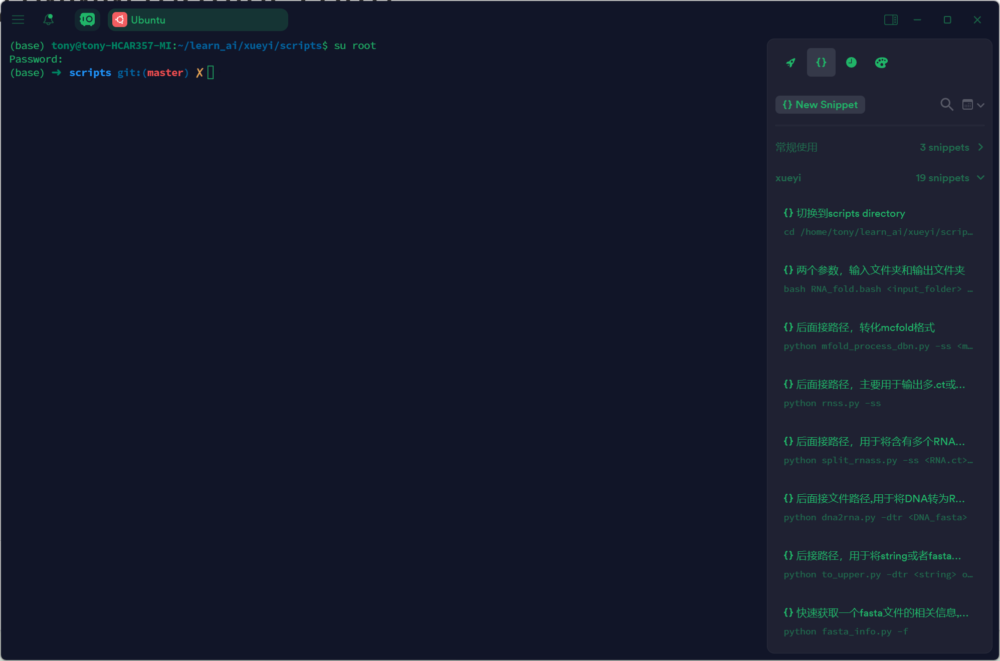 Ubuntu
(base) tony@tony-HCAR357-MI:~/learn_ai/xueyi/scripts$ su root
Password:
(base) ➜ scripts git:(master) ✗
{} New Snippet
常规使用 3 snippets
xueyi 19 snippets
{} 切换到scripts directory
cd /home/tony/learn_ai/xueyi/scrip…
{} 两个参数，输入文件夹和输出文件夹
bash RNA_fold.bash <input_folder> …
{} 后面接路径，转化mcfold格式
python mfold_process_dbn.py -ss <m…
{} 后面接路径，主要用于输出多.ct或…
python rnss.py -ss
{} 后面接路径，用于将含有多个RNA…
python split_rnass.py -ss <RNA.ct>…
{} 后面接文件路径,用于将DNA转为R…
python dna2rna.py -dtr <DNA_fasta>
{} 后接路径，用于将string或者fasta…
python to_upper.py -dtr <string> o…
{} 快速获取一个fasta文件的相关信息,…
python fasta_info.py -f